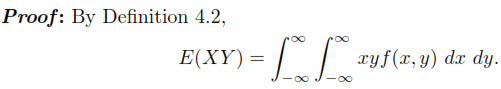 Proof: By Definition 4.2,
E(XY) = ∫_{-∞}^{∞} ∫_{-∞}^{∞} xyf(x, y) dx dy.